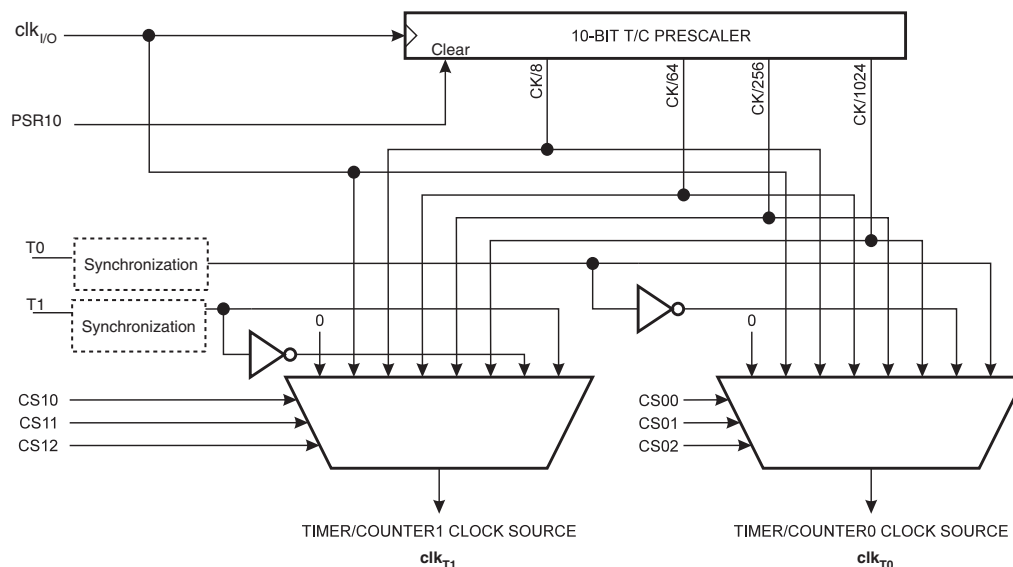 clkI/O
10-BIT T/C PRESCALER
Clear
CK/8
CK/64
CK/256
CK/1024
PSR10
T0
Synchronization
T1
Synchronization
0
0
CS10
CS11
CS12
CS00
CS01
CS02
TIMER/COUNTER1 CLOCK SOURCE
clkT1
TIMER/COUNTER0 CLOCK SOURCE
clkT0